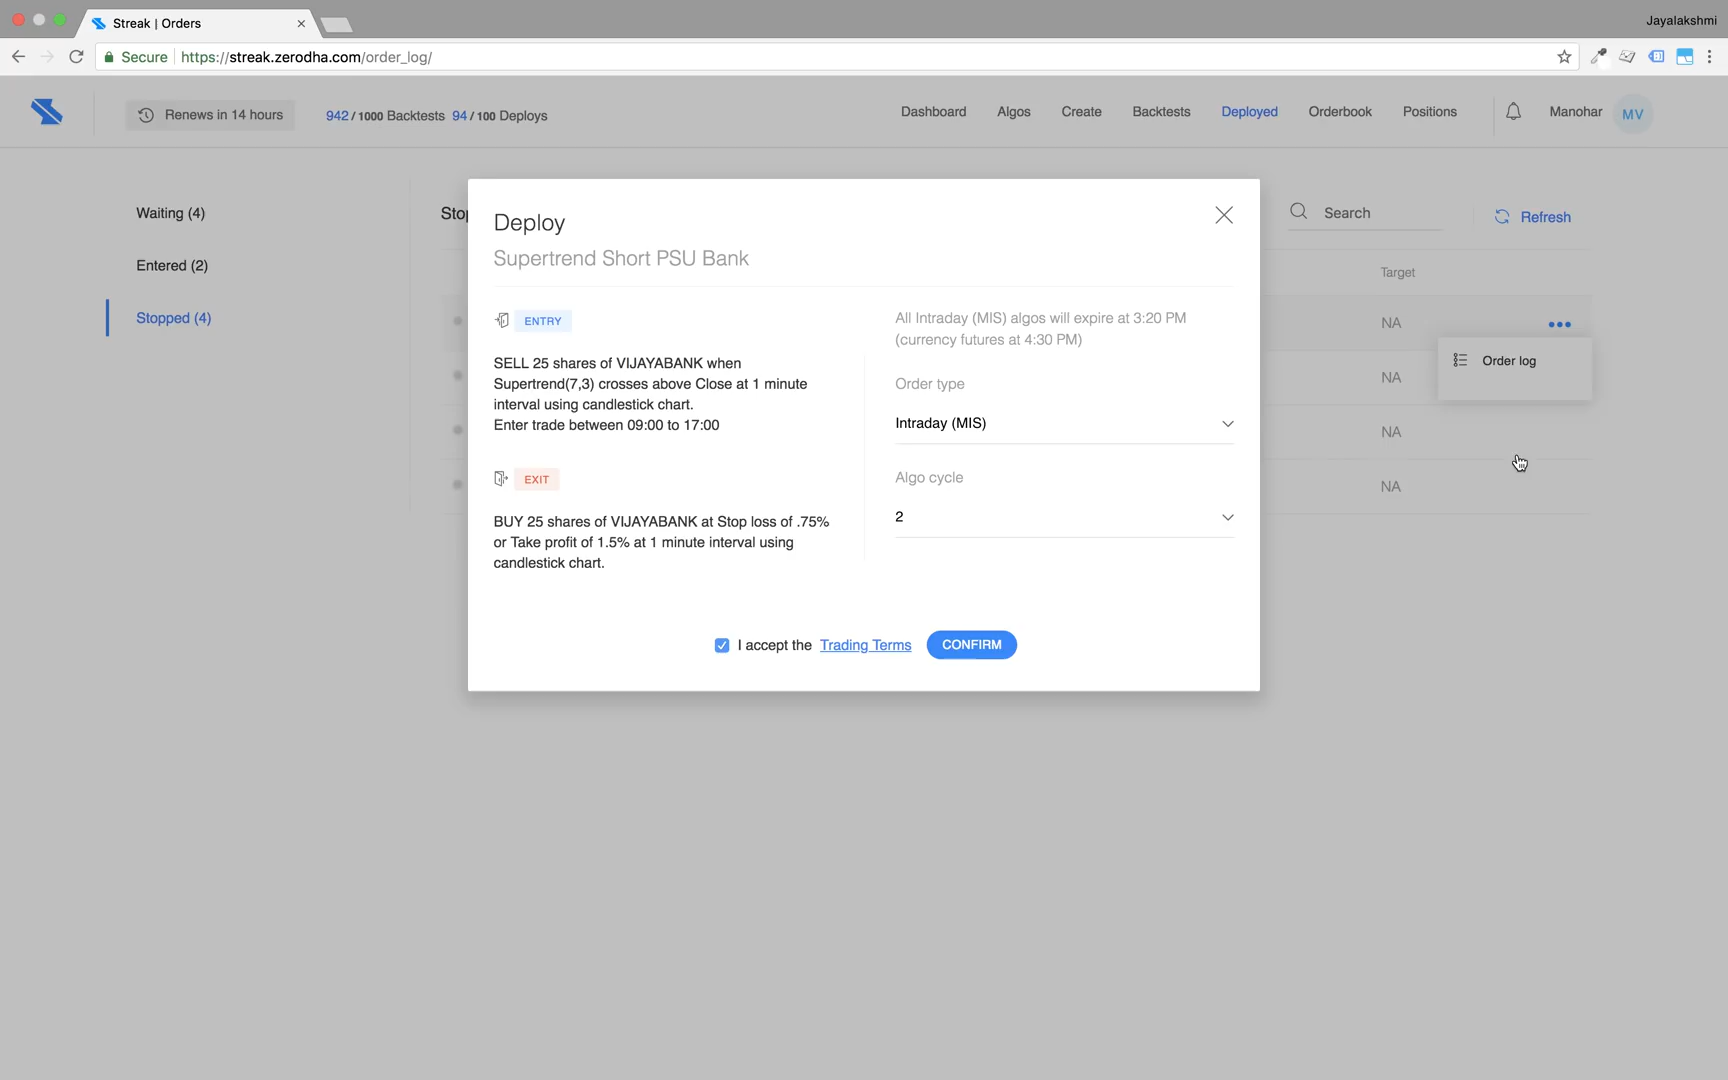 Streak | Orders
Jayalakshmi
Secure
https://streak.zerodha.com/order_log/
Renews in 14 hours
942 / 1000 Backtests 94 / 100 Deploys
Dashboard
Algos
Create
Backtests
Deployed
Orderbook
Positions
Manohar
MV
Waiting (4)
Entered (2)
Stopped (4)
Search
Refresh
Target
NA
NA
NA
NA
Order log
Deploy
Supertrend Short PSU Bank
ENTRY
SELL 25 shares of VIJAYABANK when
Supertrend(7,3) crosses above Close at 1 minute
interval using candlestick chart.
Enter trade between 09:00 to 17:00
EXIT
BUY 25 shares of VIJAYABANK at Stop loss of .75%
or Take profit of 1.5% at 1 minute interval using
candlestick chart.
All Intraday (MIS) algos will expire at 3:20 PM
(currency futures at 4:30 PM)
Order type
Intraday (MIS)
Algo cycle
2
I accept the Trading Terms
CONFIRM